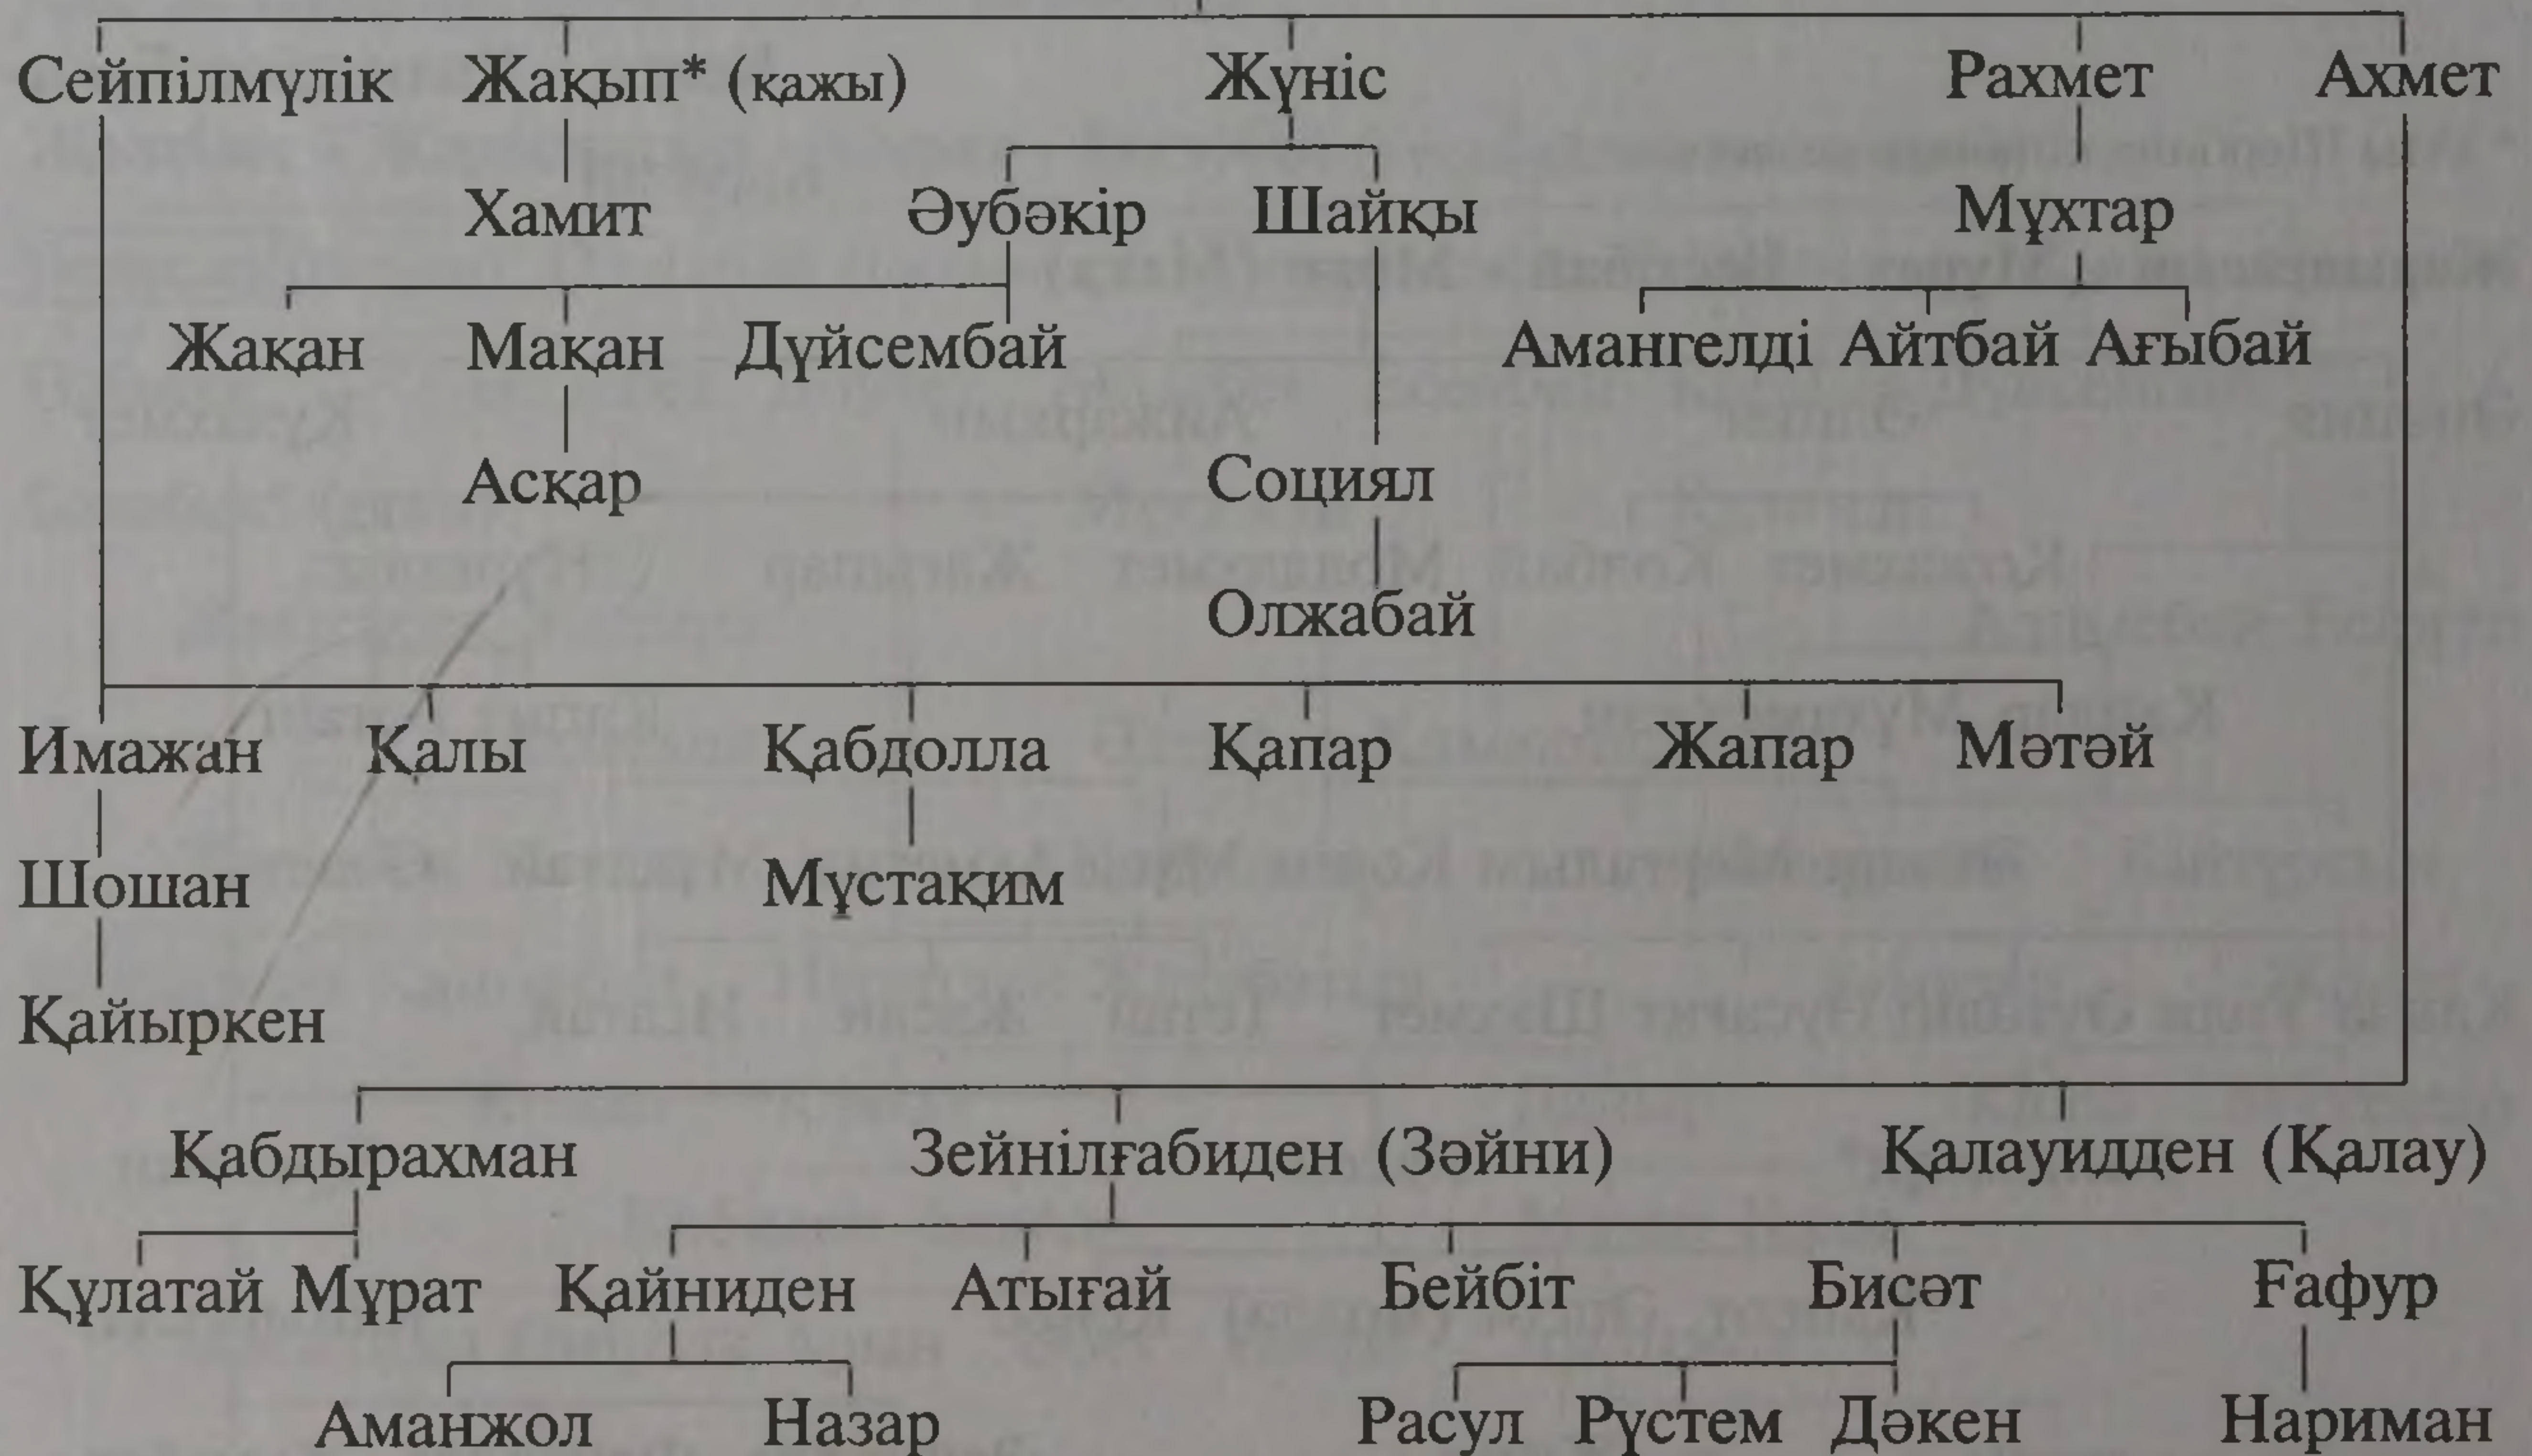 Сейпілмүлік Жақып* (қажы) Жүніс Рахмет Ахмет
Хамит Әубәкір Шайқы Мұхтар
Жақан Мақан Дүйсембай Амангелді Айтбай Ағыбай
Асқар Социял
Олжабай
Имажан Қалы Қабдолла Қапар Жапар Мәтәй
Шошан Мұстақим
Қайыркен
Қабдырахман Зейнілғабиден (Зәйни) Қалауидден (Қалау)
Құлатай Мұрат Қайниден Атығай Бейбіт Бисәт Ғафур
Аманжол Назар Расул Рүстем Дәкен Нариман